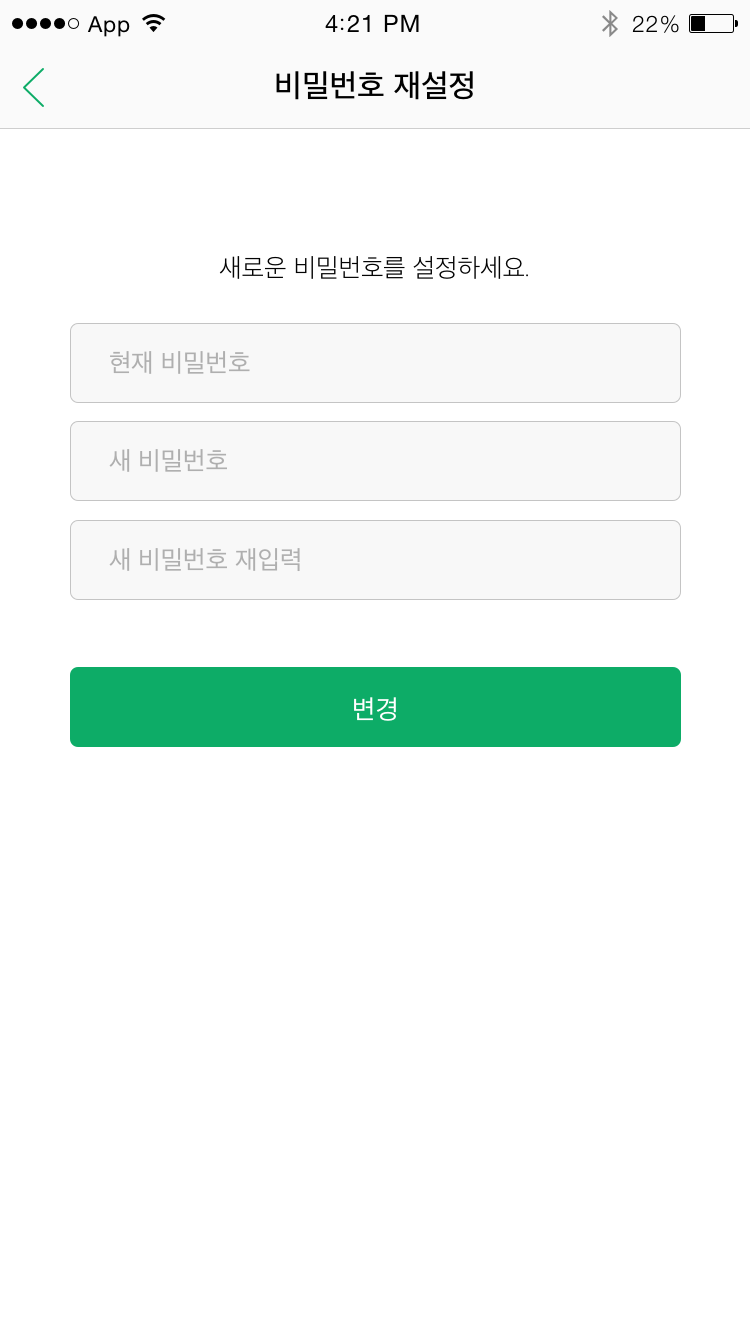 App 4:21 PM 22%
비밀번호 재설정
새로운 비밀번호를 설정하세요.
현재 비밀번호
새 비밀번호
새 비밀번호 재입력
변경